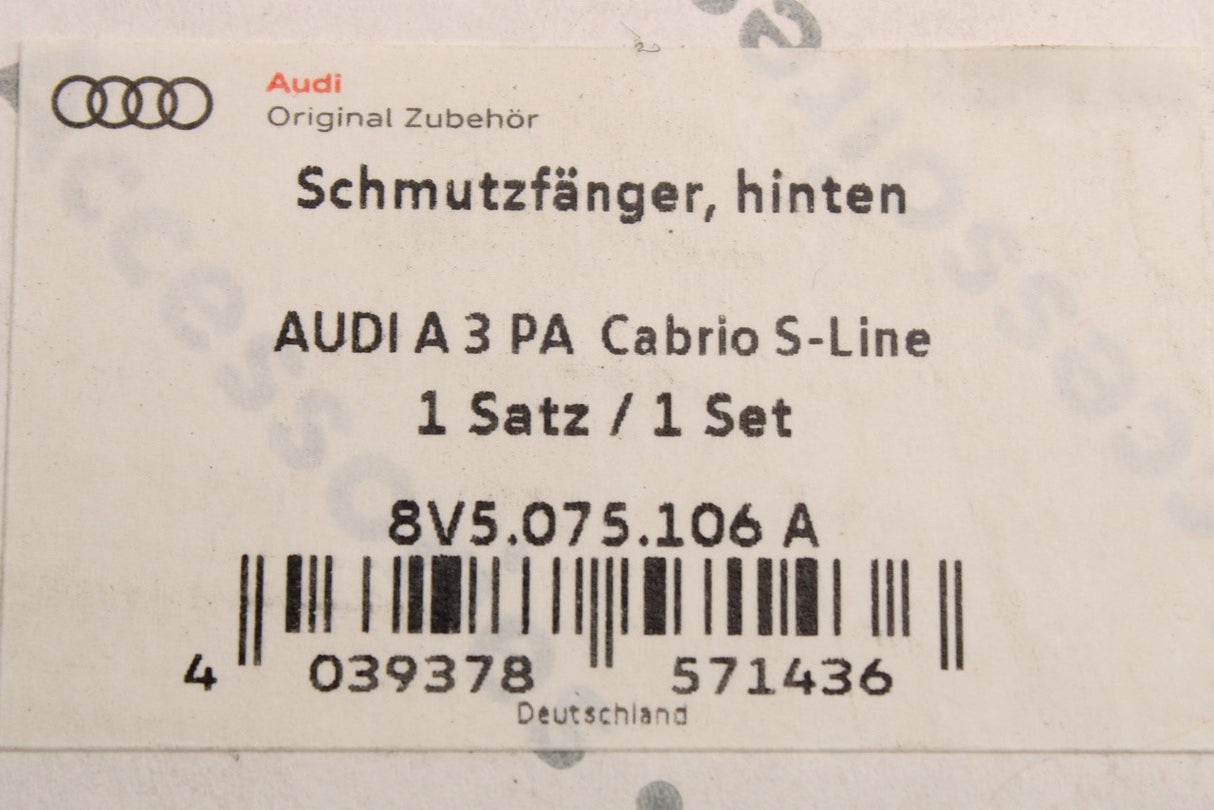 Audi
Original Zubehör
Schmutzfänger, hinten
AUDI A 3 PA Cabrio S-Line
1 Satz / 1 Set
8V5.075.106 A
4 039378 571436
Deutschland